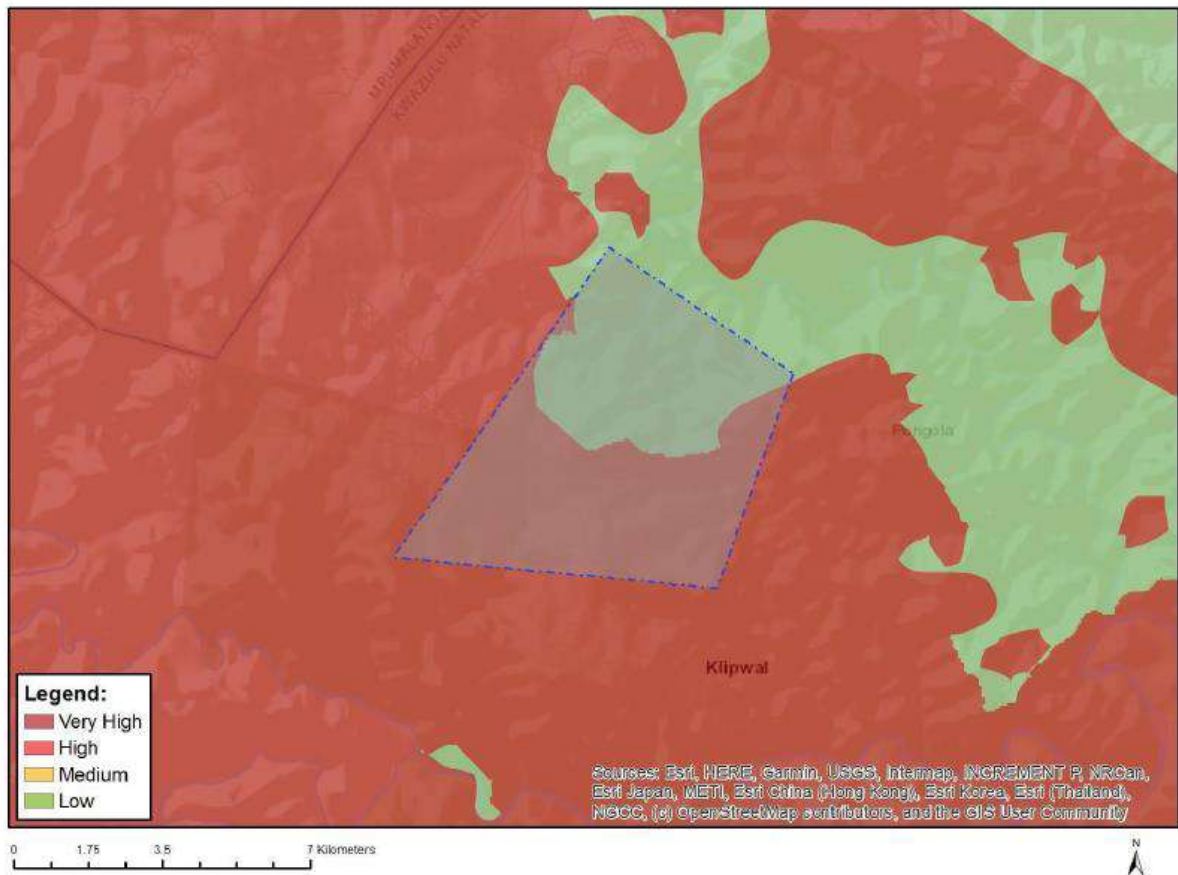 MPUMALANGA
KWAZULU-NATAL
Pongola
Klipwal
Legend:
Very High
High
Medium
Low
Sources: Esri, HERE, Garmin, USGS, Intermap, INCREMENT P, NRCan,
Esri Japan, METI, Esri China (Hong Kong), Esri Korea, Esri (Thailand),
NGCC, (c) OpenStreetMap contributors, and the GIS User Community
0 1.75 3.5 7 Kilometers
N